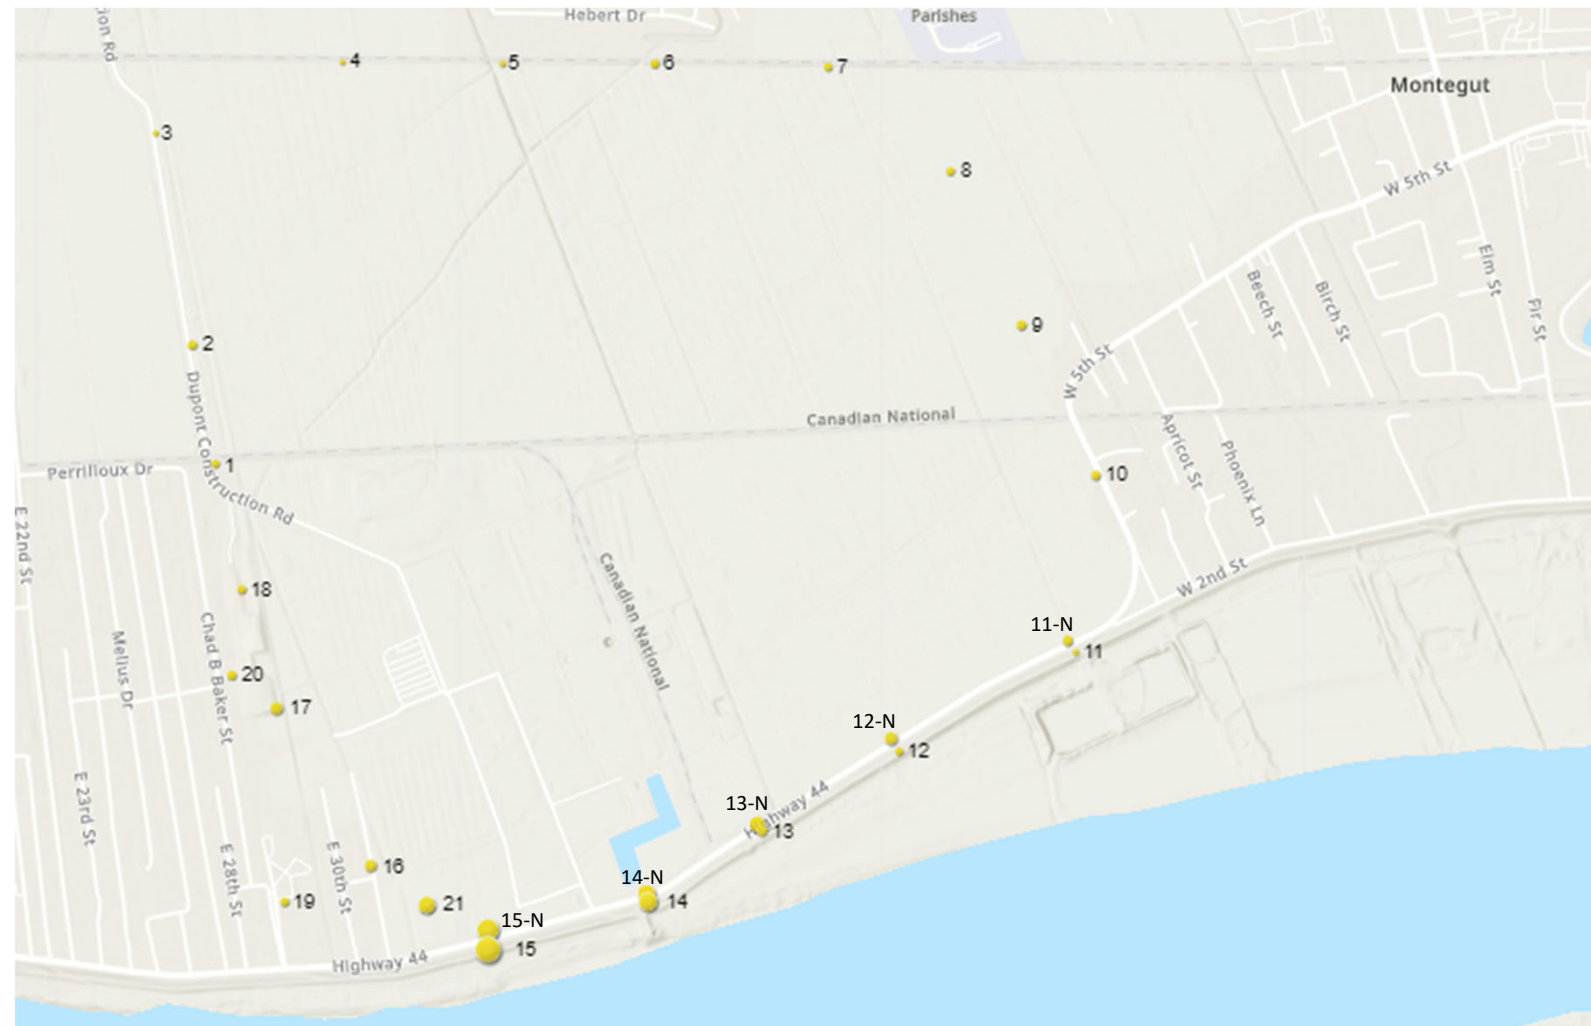 Hebert Dr
Parishes
ion Rd
4
5
6
7
Montegut
3
8
W 5th St
Elm St
Beech St
Birch St
Fir St
9
2
W 5th St
Dupont Construction Rd
Canadian National
Apricot St
Phoenix Ln
1
Perrilloux Dr
10
E 22nd St
Canadian National
W 2nd St
18
Chad B Baker St
Melius Dr
11-N
11
20
17
12-N
12
E 23rd St
13-N
Highway 44
13
E 28th St
E 30th St
16
14-N
14
19
21
15-N
15
Highway 44